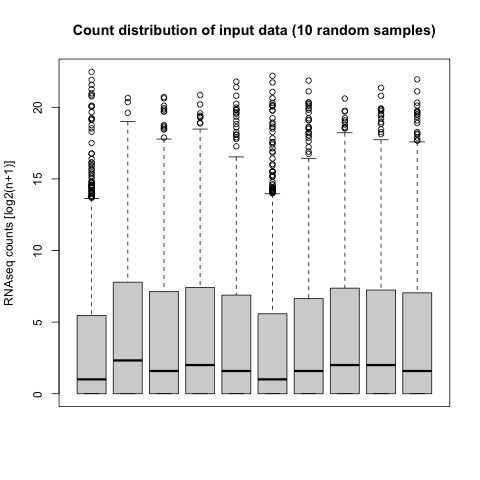 Count distribution of input data (10 random samples)
RNAseq counts [log2(n+1)]
20
15
10
5
0